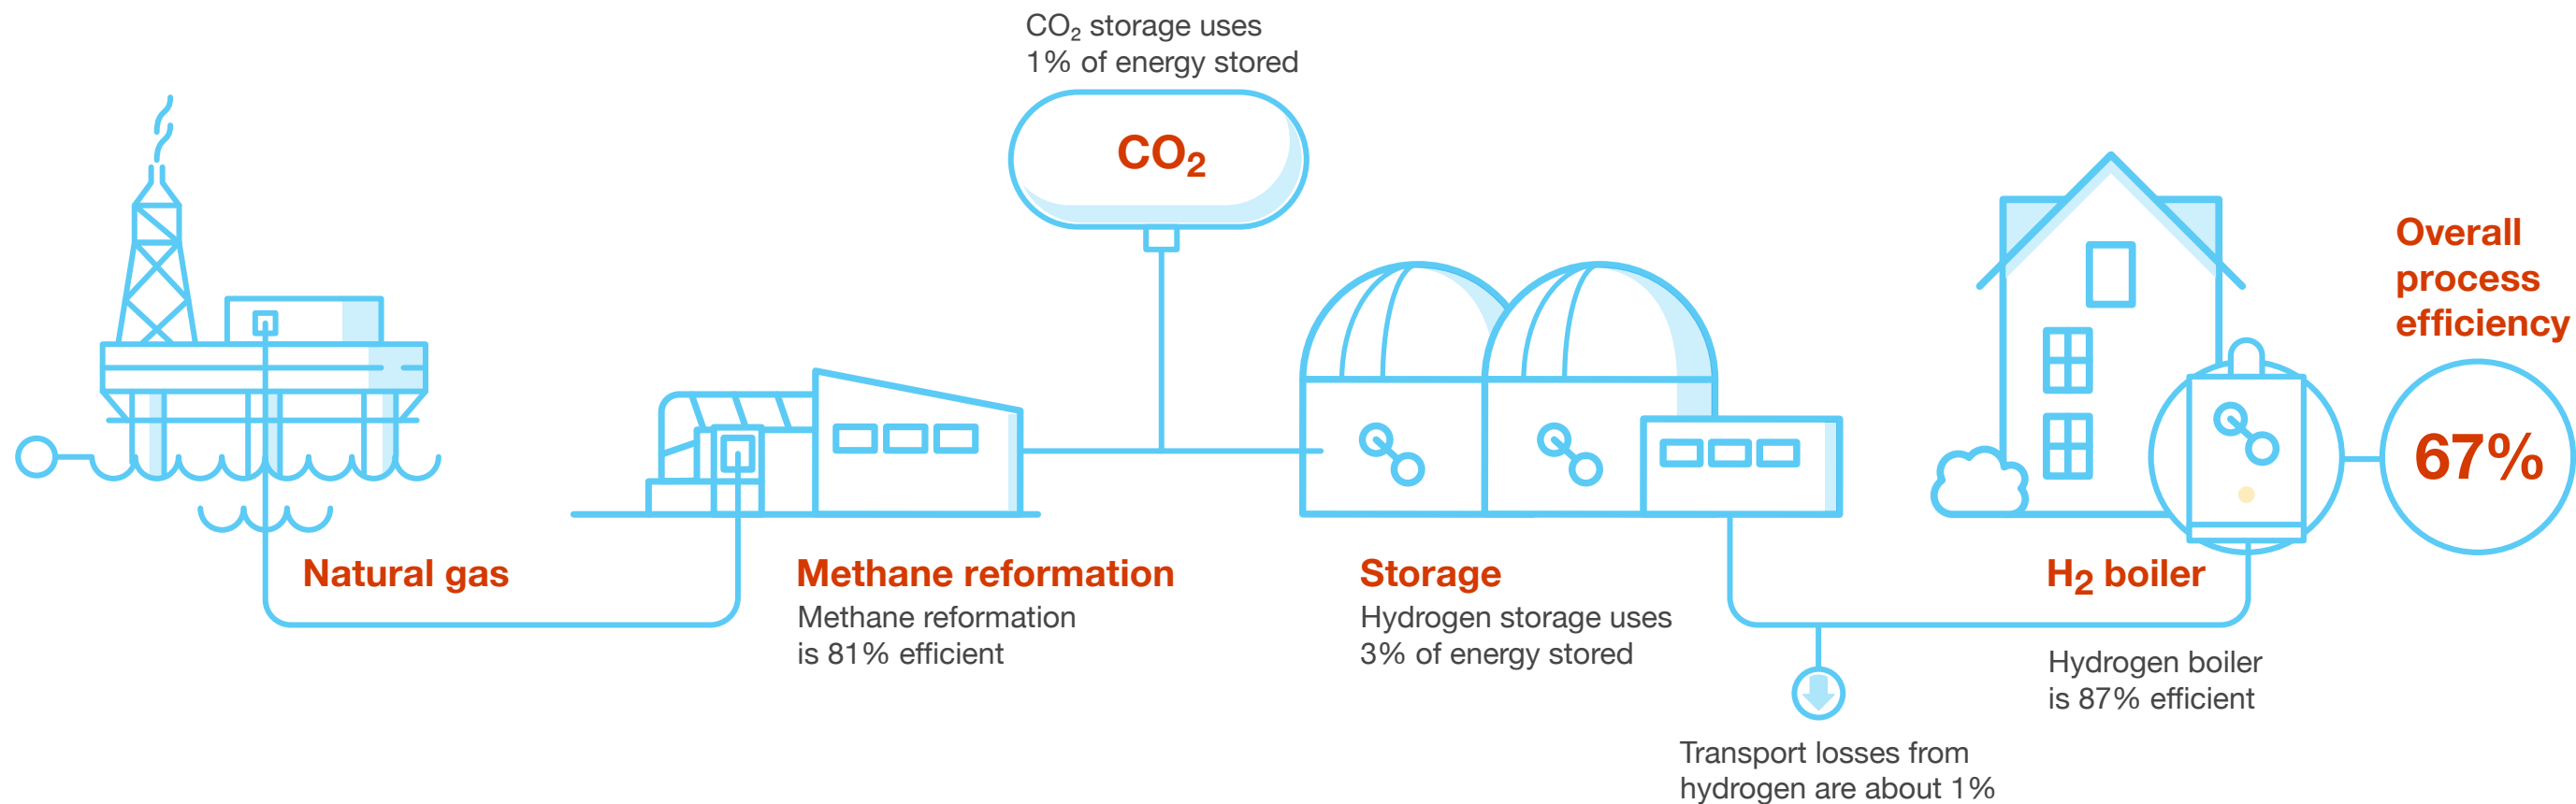 CO₂ storage uses
1% of energy stored
CO₂
Natural gas
Methane reformation
Methane reformation
is 81% efficient
Storage
Hydrogen storage uses
3% of energy stored
Transport losses from
hydrogen are about 1%
H₂ boiler
Hydrogen boiler
is 87% efficient
Overall
process
efficiency
67%